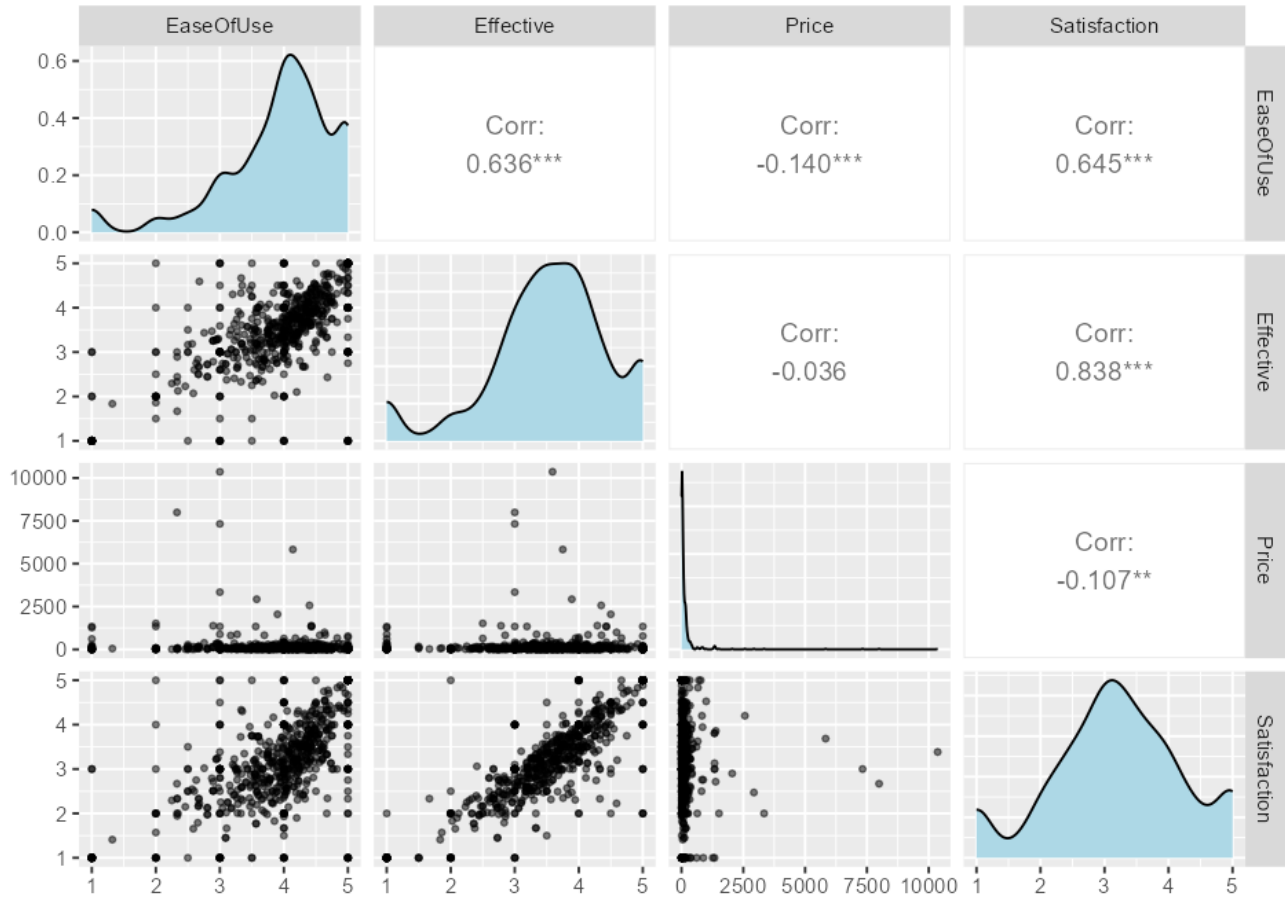 EaseOfUse Effective Price Satisfaction
0.6
0.4
0.2
0.0
Corr:
0.636***
Corr:
-0.140***
Corr:
0.645***
EaseOfUse
5
4
3
2
1
Corr:
-0.036
Corr:
0.838***
Effective
10000
7500
5000
2500
0
Corr:
-0.107**
Price
5
4
3
2
1
Satisfaction
1 2 3 4 5 1 2 3 4 5 0 2500 5000 7500 10000 1 2 3 4 5